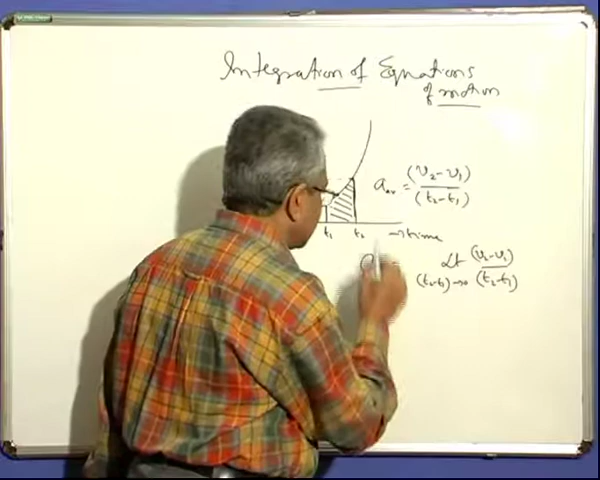 Integration of Equations
of motion
a_av = (v2-v1)/(t2-t1)
t1 t2 → time
a Lt (v2-v1)
(t2-t1)→0 (t2-t1)